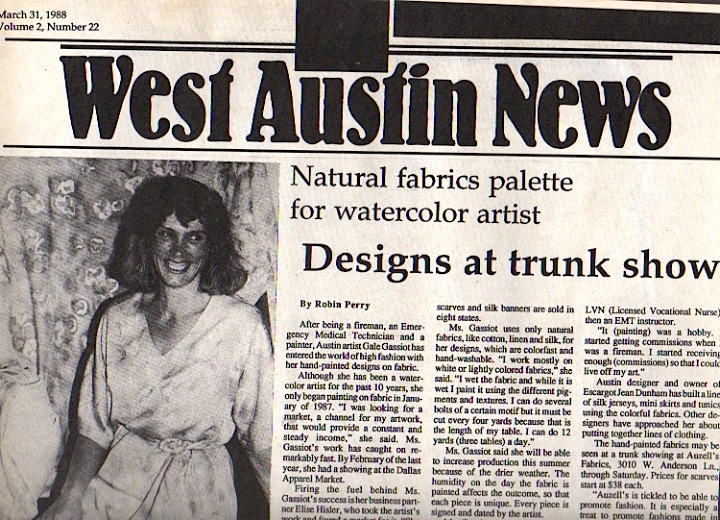 March 31, 1988
Volume 2, Number 22
West Austin News
Natural fabrics palette
for watercolor artist
Designs at trunk show
By Robin Perry
After being a fireman, an Emer-
gency Medical Technician and a
painter, Austin artist Gale Gassiot has
entered the world of high fashion with
her hand-painted designs on fabric.
Although she has been a water-
color artist for the past 10 years, she
only began painting on fabric in Janu-
ary of 1987. "I was looking for a
market, a channel for my artwork,
that would provide a constant and
steady income," she said. Ms.
Gassiot's work has caught on re-
markably fast. By February of the last
year, she had a showing at the Dallas
Apparel Market.
Firing the fuel behind Ms.
Gassiot's success is her business part-
ner Elise Hisler, who took the artist's
work and found a market for it.
scarves and silk banners are sold in
eight states.
Ms. Gassiot uses only natural
fabrics, like cotton, linen and silk, for
her designs, which are colorfast and
hand-washable. "I work mostly on
white or lightly colored fabrics," she
said. "I wet the fabric and while it is
wet I paint it using the different pig-
ments and textures. I can do several
bolts of a certain motif but it must be
cut every four yards because that is
the length of my table. I can do 12
yards (three tables) a day."
Ms. Gassiot said she will be able
to increase production this summer
because of the drier weather. The
humidity on the day the fabric is
painted affects the outcome, so that
each piece is unique. Every piece is
signed and dated by the artist.
LVN (Licensed Vocational Nurse)
then an EMT instructor.
"It (painting) was a hobby.
started getting commissions when
was a fireman. I started receiving
enough (commissions) so that I could
live off my art."
Austin designer and owner of
Escargot Jean Dunham has built a line
of silk jerseys, mini skirts and tunics
using the colorful fabrics. Other de-
signers have approached her about
putting together lines of clothing.
The hand-painted fabrics may be
seen at a trunk showing at Auzell's
Fabrics, 3010 W. Anderson Ln.,
through Saturday. Prices for scarves
start at $38 each.
"Auzell's is tickled to be able to
promote fashion. It is especially a
treat to promote fashions made in